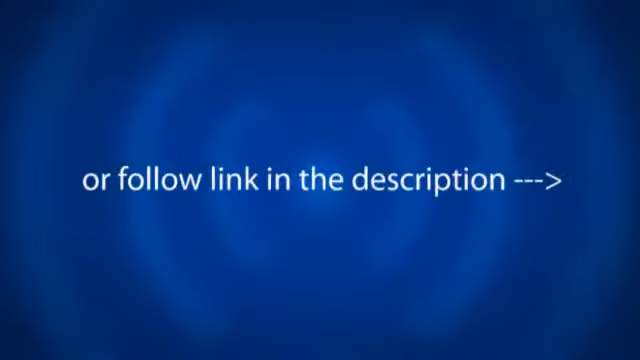 or follow link in the description --->